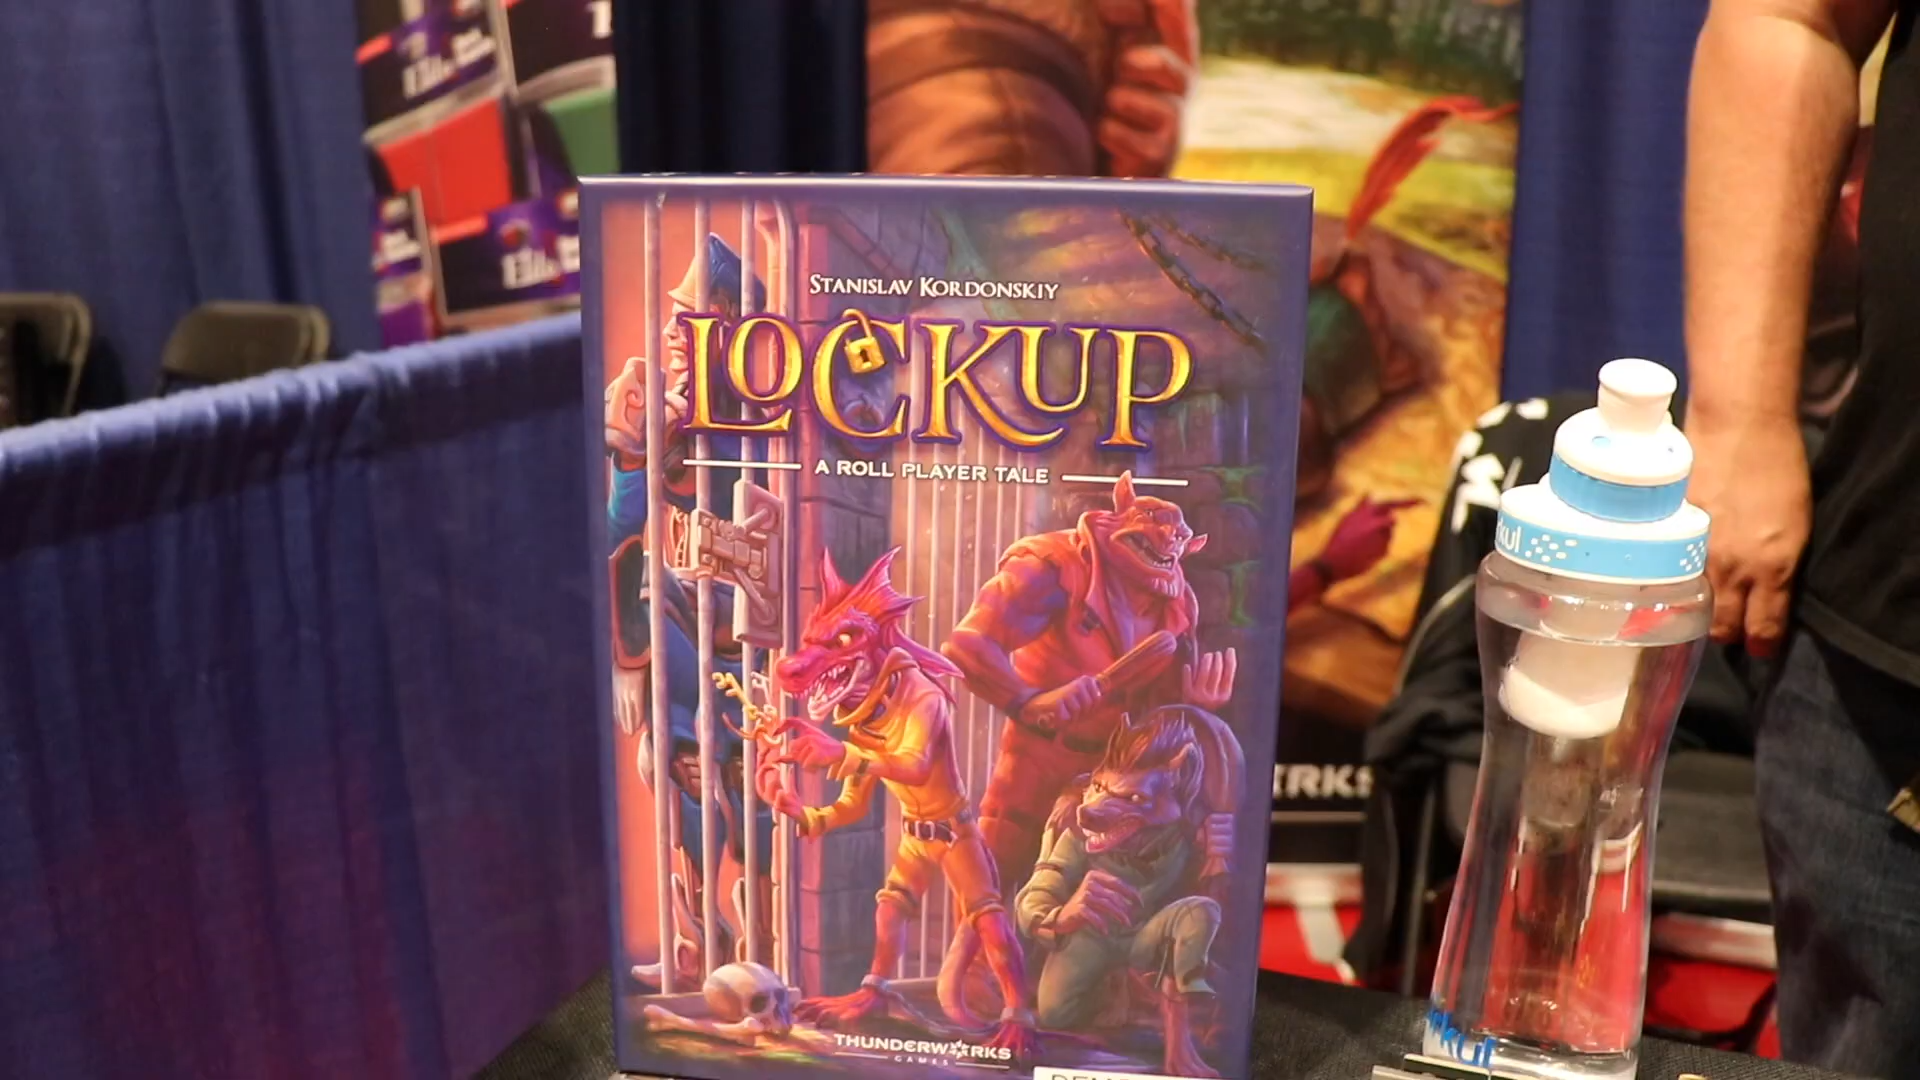 STANISLAV KORDONSKIY
LOCKUP
A ROLL PLAYER TALE
THUNDERWORKS
GAMES